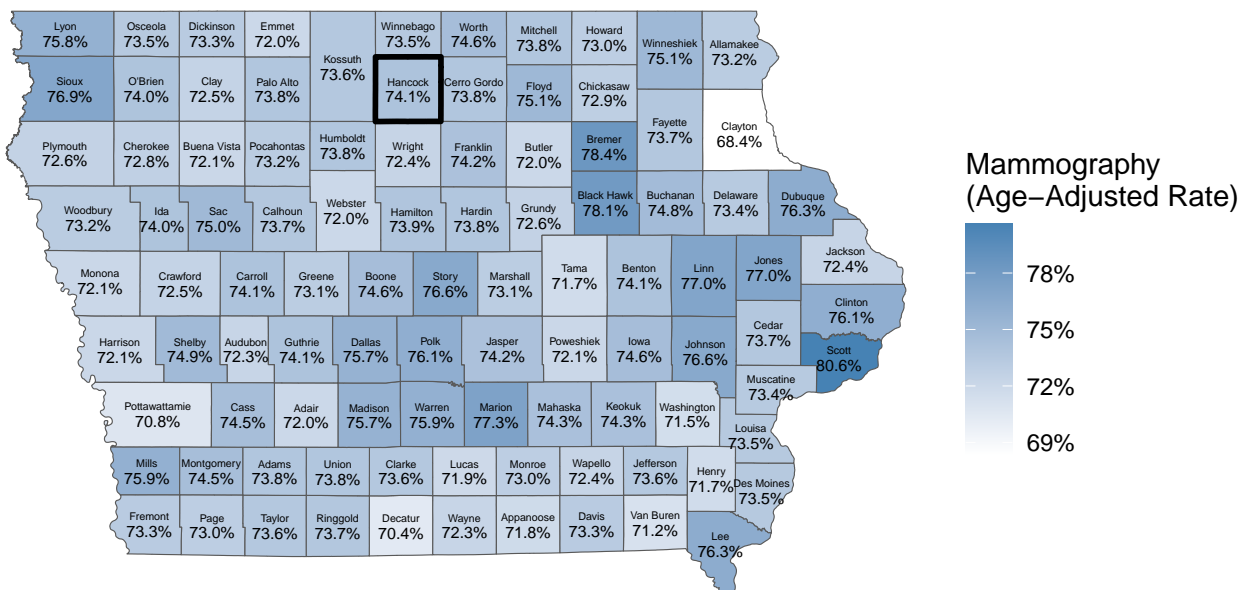 Lyon
75.8%
Osceola
73.5%
Dickinson
73.3%
Emmet
72.0%
Kossuth
73.6%
Winnebago
73.5%
Worth
74.6%
Mitchell
73.8%
Howard
73.0%
Winneshiek
75.1%
Allamakee
73.2%
Sioux
76.9%
O'Brien
74.0%
Clay
72.5%
Palo Alto
73.8%
Hancock
74.1%
Cerro Gordo
73.8%
Floyd
75.1%
Chickasaw
72.9%
Fayette
73.7%
Clayton
68.4%
Plymouth
72.6%
Cherokee
72.8%
Buena Vista
72.1%
Pocahontas
73.2%
Humboldt
73.8%
Wright
72.4%
Franklin
74.2%
Butler
72.0%
Bremer
78.4%
Woodbury
73.2%
Ida
74.0%
Sac
75.0%
Calhoun
73.7%
Webster
72.0%
Hamilton
73.9%
Hardin
73.8%
Grundy
72.6%
Black Hawk
78.1%
Buchanan
74.8%
Delaware
73.4%
Dubuque
76.3%
Monona
72.1%
Crawford
72.5%
Carroll
74.1%
Greene
73.1%
Boone
74.6%
Story
76.6%
Marshall
73.1%
Tama
71.7%
Benton
74.1%
Linn
77.0%
Jones
77.0%
Jackson
72.4%
Clinton
76.1%
Harrison
72.1%
Shelby
74.9%
Audubon
72.3%
Guthrie
74.1%
Dallas
75.7%
Polk
76.1%
Jasper
74.2%
Poweshiek
72.1%
Iowa
74.6%
Johnson
76.6%
Cedar
73.7%
Scott
80.6%
Muscatine
73.4%
Pottawattamie
70.8%
Cass
74.5%
Adair
72.0%
Madison
75.7%
Warren
75.9%
Marion
77.3%
Mahaska
74.3%
Keokuk
74.3%
Washington
71.5%
Louisa
73.5%
Mills
75.9%
Montgomery
74.5%
Adams
73.8%
Union
73.8%
Clarke
73.6%
Lucas
71.9%
Monroe
73.0%
Wapello
72.4%
Jefferson
73.6%
Henry
71.7%
Des Moines
73.5%
Fremont
73.3%
Page
73.0%
Taylor
73.6%
Ringgold
73.7%
Decatur
70.4%
Wayne
72.3%
Appanoose
71.8%
Davis
73.3%
Van Buren
71.2%
Lee
76.3%
Mammography
(Age−Adjusted Rate)
78%
75%
72%
69%